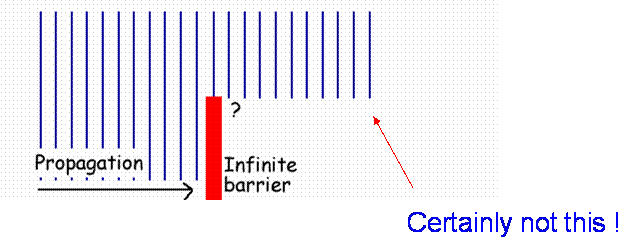 ?
Propagation
Infinite
barrier
Certainly not this !